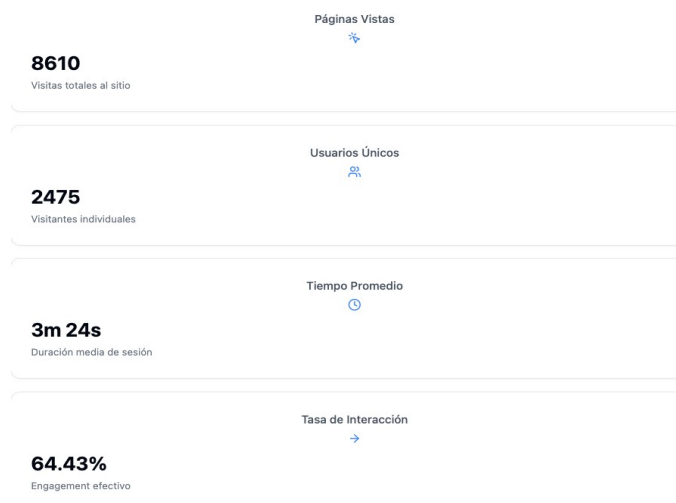 Páginas Vistas
8610
Visitas totales al sitio
Usuarios Únicos
2475
Visitantes individuales
Tiempo Promedio
3m 24s
Duración media de sesión
Tasa de Interacción
64.43%
Engagement efectivo